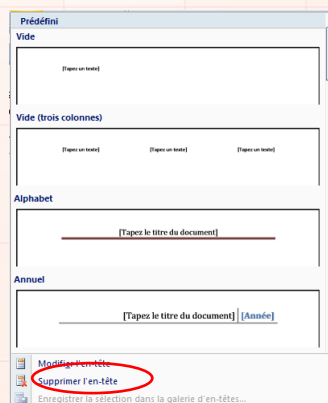 Prédéfini
Vide
[Tapez un texte]
Vide (trois colonnes)
[Tapez un texte] [Tapez un texte] [Tapez un texte]
Alphabet
[Tapez le titre du document]
Annuel
[Tapez le titre du document] [Année]
Modifier l'en-tête
Supprimer l'en-tête
Enregistrer la sélection dans la galerie d'en-têtes...